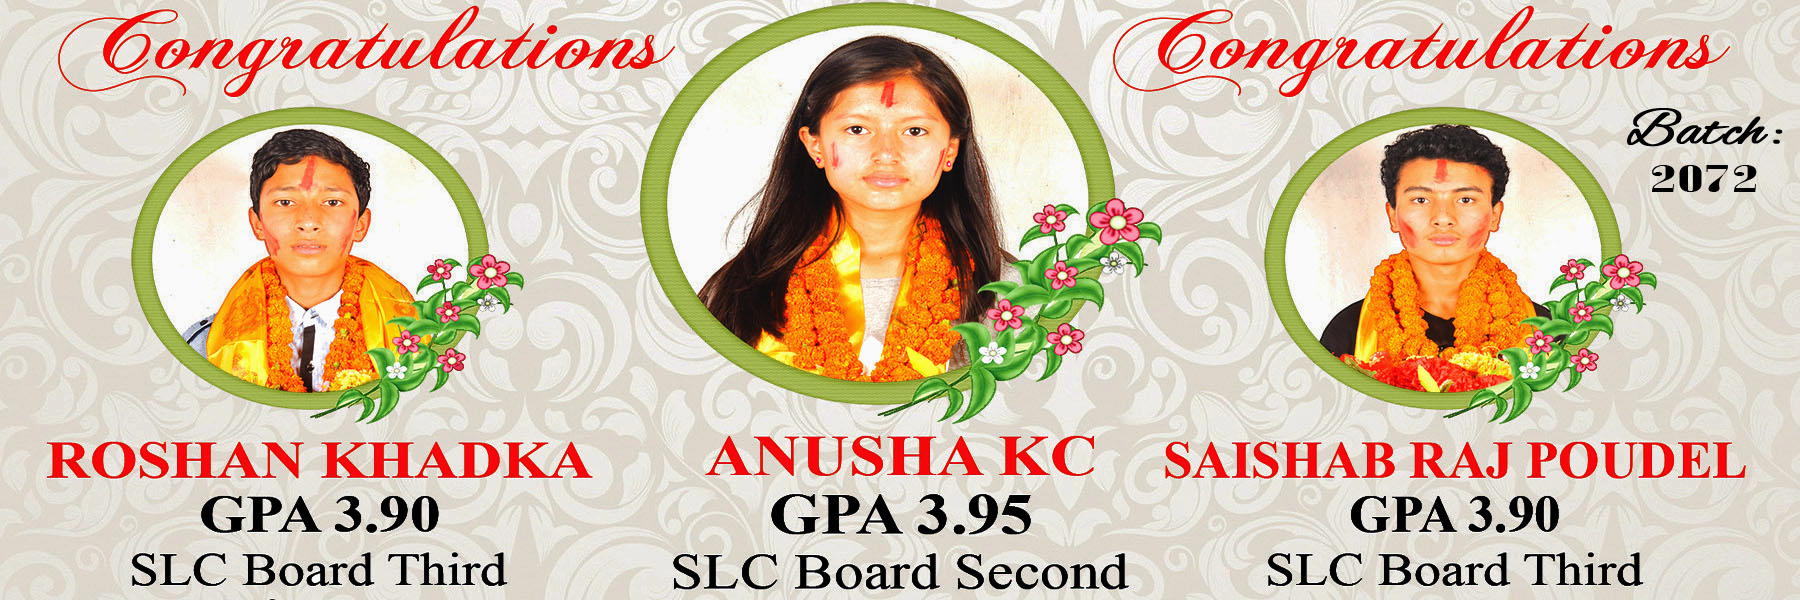 Congratulations
Congratulations
Batch:
2072
ROSHAN KHADKA
GPA 3.90
SLC Board Third
ANUSHA KC
GPA 3.95
SLC Board Second
SAISHAB RAJ POUDEL
GPA 3.90
SLC Board Third